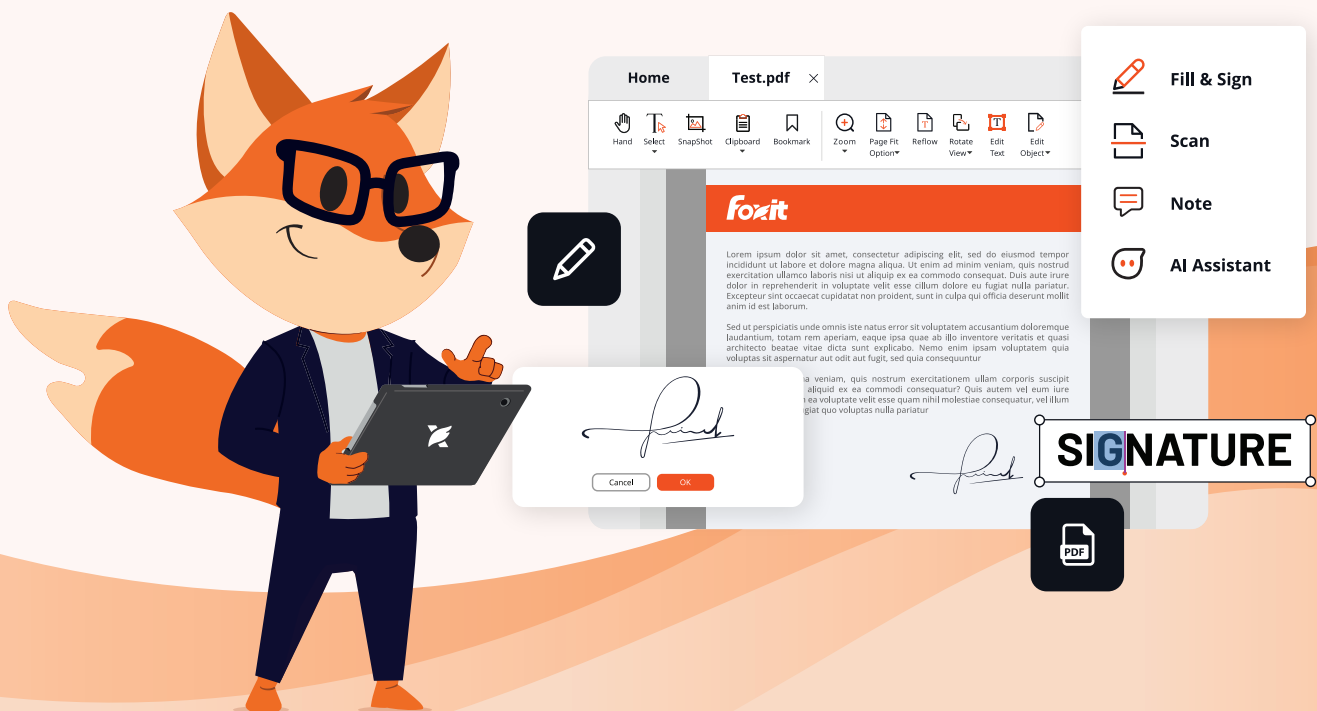 Home
Test.pdf
Fill & Sign
Scan
Note
AI Assistant
Hand
Select
SnapShot
Clipboard
Bookmark
Zoom
Page Fit
Option
Reflow
Rotate
View
Edit
Text
Edit
Object
Foxit
Lorem ipsum dolor sit amet, consectetur adipiscing elit, sed do eiusmod tempor
incididunt ut labore et dolore magna aliqua. Ut enim ad minim veniam, quis nostrud
exercitation ullamco laboris nisi ut aliquip ex ea commodo consequat. Duis aute irure
dolor in reprehenderit in voluptate velit esse cillum dolore eu fugiat nulla pariatur.
Excepteur sint occaecat cupidatat non proident, sunt in culpa qui officia deserunt mollit
anim id est laborum.
Sed ut perspiciatis unde omnis iste natus error sit voluptatem accusantium doloremque
laudantium, totam rem aperiam, eaque ipsa quae ab illo inventore veritatis et quasi
architecto beatae vitae dicta sunt explicabo. Nemo enim ipsam voluptatem quia
voluptas sit aspernatur aut odit aut fugit, sed quia consequuntur
veniam, quis nostrum exercitationem ullam corporis suscipit
aliquid ex ea commodi consequatur? Quis autem vel eum iure
ea voluptate velit esse quam nihil molestiae consequatur, vel illum
quo voluptas nulla pariatur
Cancel
OK
SIGNATURE
PDF